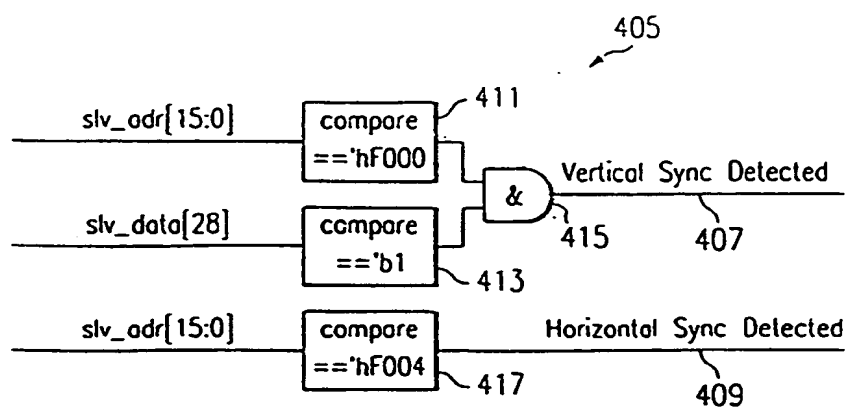 405
slv_adr[15:0]
compare
=='hF000
411
Vertical Sync Detected
&
415
407
slv_data[28]
compare
=='b1
413
slv_adr[15:0]
compare
=='hF004
417
Horizontal Sync Detected
409